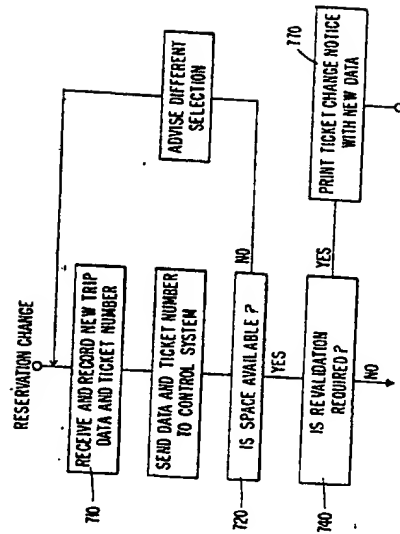 RESERVATION CHANGE
710
RECEIVE AND RECORD NEW TRIP
DATA AND TICKET NUMBER
SEND DATA AND TICKET NUMBER
TO CONTROL SYSTEM
720
IS SPACE AVAILABLE ?
NO
ADVISE DIFFERENT
SELECTION
YES
740
IS REVALIDATION
REQUIRED ?
YES
770
PRINT TICKET CHANGE NOTICE
WITH NEW DATA
NO